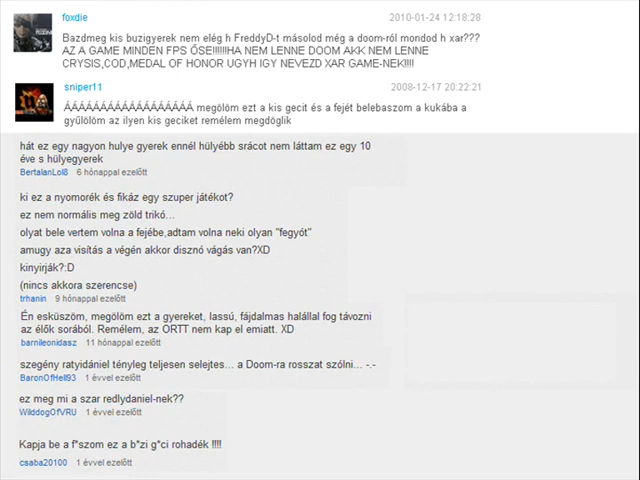 foxdie 2010-01-24 12:18:28
Bazdmeg kis buzigyerek nem elég h FreddyD-t másolod még a doom-ról mondod h xar???
AZ A GAME MINDEN FPS ŐSE!!!!!!!HA NEM LENNE DOOM AKK NEM LENNE
CRYSIS,COD,MEDAL OF HONOR UGYH IGY NEVEZD XAR GAME-NEK!!!!
sniper11 2008-12-17 20:22:21
ÁÁÁÁÁÁÁÁÁÁÁÁÁÁÁÁÁÁ megölöm ezt a kis gecit és a fejét belebaszom a kukába a
gyűlölöm az ilyen kis geciket remélem megdöglik
hát ez egy nagyon hulye gyerek ennél hülyébb srácot nem láttam ez egy 10
éve s hülyegyerek
BertalanLol8 6 hónappal ezelőtt
ki ez a nyomorék és fikáz egy szuper játékot?
ez nem normális meg zöld trikó...
olyat bele vertem volna a fejébe,adtam volna neki olyan "fegyót"
amugy aza visítás a végén akkor disznó vágás van?XD
kinyirják?:D
(nincs akkora szerencse)
trhanin 9 hónappal ezelőtt
Én esküszöm, megölöm ezt a gyereket, lassú, fájdalmas halállal fog távozni
az élők sorából. Remélem, az ORTT nem kap el emiatt. XD
barnileonidasz 11 hónappal ezelőtt
szegény ratyidániel tényleg teljesen selejtes... a Doom-ra rosszat szólni... -.-
BaronOfHell93 1 évvel ezelőtt
ez meg mi a szar redlydaniel-nek??
WilddogOfVRU 1 évvel ezelőtt
Kapja be a f*szom ez a b*zi g*ci rohadék !!!!
csaba20100 1 évvel ezelőtt